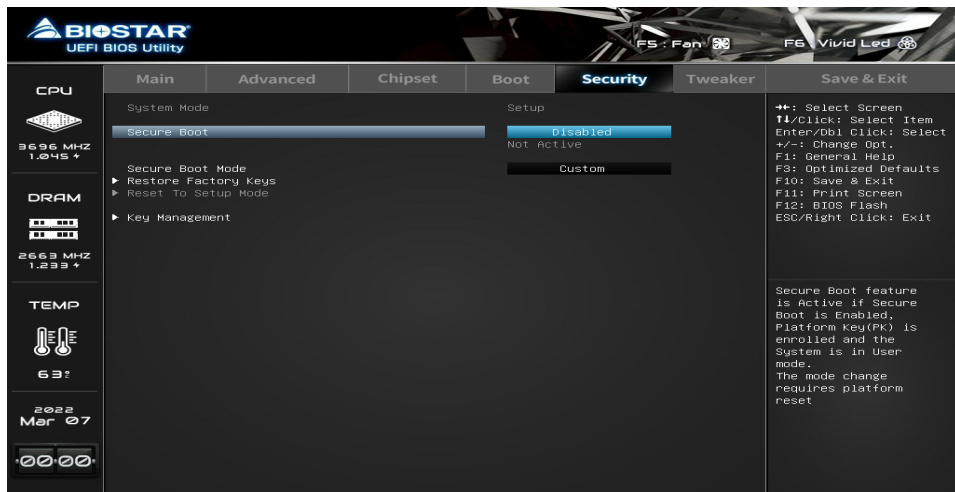 BIOSTAR
UEFI BIOS Utility
F5 : Fan
F6 Vivid Led
Main Advanced Chipset Boot Security Tweaker Save & Exit
CPU
3696 MHZ
1.045
DRAM
2663 MHZ
1.233
TEMP
63
2022
Mar 07
00:00
System Mode Setup
Secure Boot Disabled
Not Active
Secure Boot Mode Custom
▶ Restore Factory Keys
▶ Reset To Setup Mode
▶ Key Management
→←: Select Screen
↑↓/Click: Select Item
Enter/Dbl Click: Select
+/-: Change Opt.
F1: General Help
F3: Optimized Defaults
F10: Save & Exit
F11: Print Screen
F12: BIOS Flash
ESC/Right Click: Exit
Secure Boot feature
is Active if Secure
Boot is Enabled,
Platform Key(PK) is
enrolled and the
System is in User
mode.
The mode change
requires platform
reset